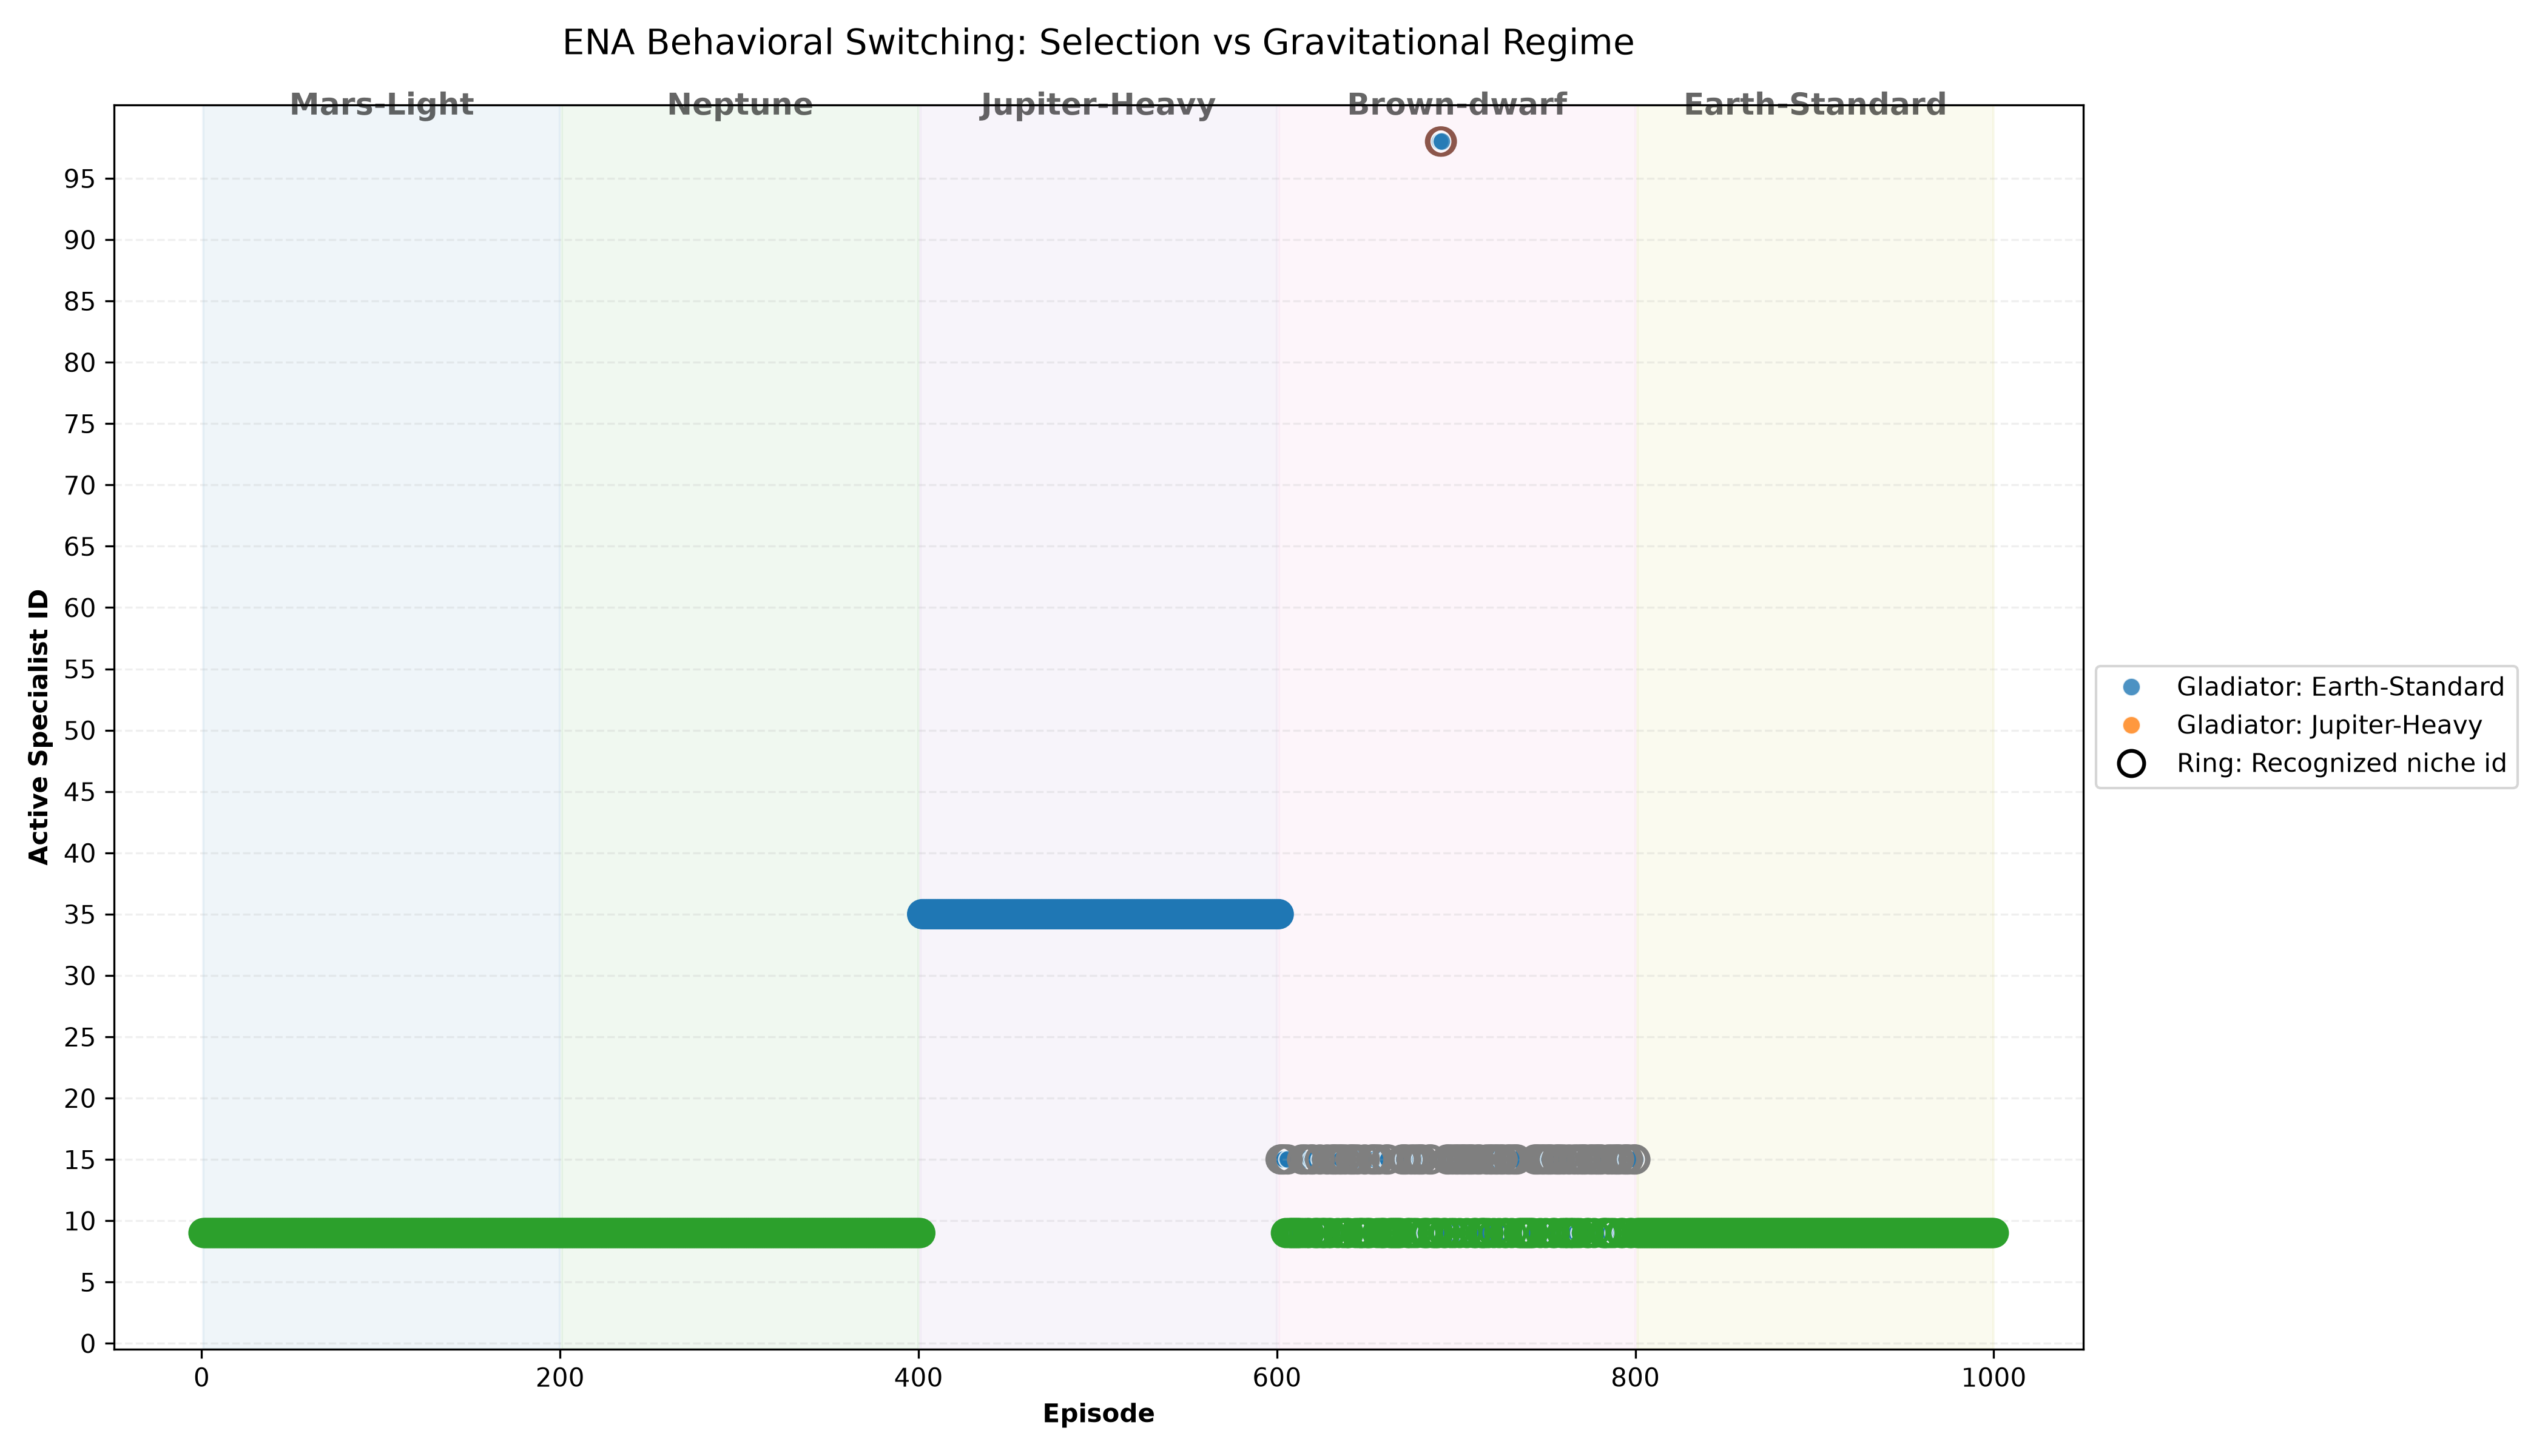 ENA Behavioral Switching: Selection vs Gravitational Regime
Mars-Light
Neptune
Jupiter-Heavy
Brown-dwarf
Earth-Standard
95
90
85
80
75
70
65
60
55
50
45
40
35
30
25
20
15
10
5
0
Active Specialist ID
0
200
400
600
800
1000
Episode
Gladiator: Earth-Standard
Gladiator: Jupiter-Heavy
Ring: Recognized niche id